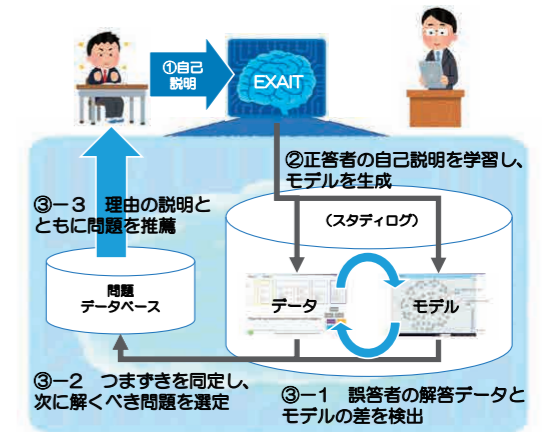 ①自己
説明
EXAIT
②正答者の自己説明を学習し、
モデルを生成
③−3 理由の説明と
ともに問題を推薦
（スタディログ）
問題
データベース
データ
モデル
③−2 つまずきを同定し、
次に解くべき問題を選定
③−1 誤答者の解答データと
モデルの差を検出